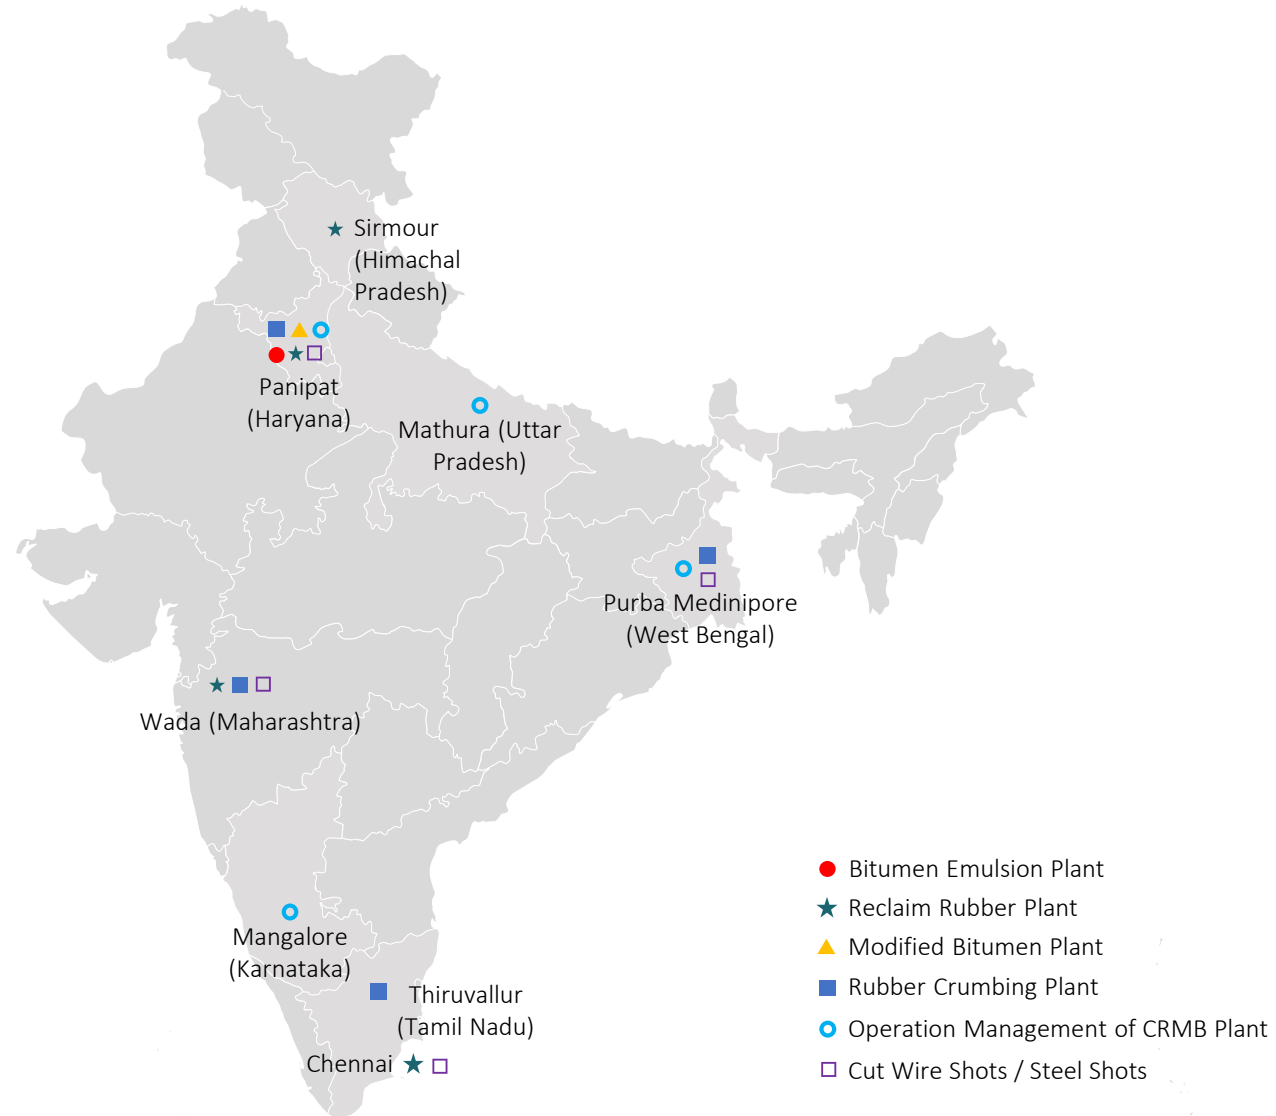 Sirmour
(Himachal
Pradesh)
Panipat
(Haryana)
Mathura (Uttar
Pradesh)
Purba Medinipore
(West Bengal)
Wada (Maharashtra)
Mangalore
(Karnataka)
Thiruvallur
(Tamil Nadu)
Chennai
Bitumen Emulsion Plant
Reclaim Rubber Plant
Modified Bitumen Plant
Rubber Crumbing Plant
Operation Management of CRMB Plant
Cut Wire Shots / Steel Shots